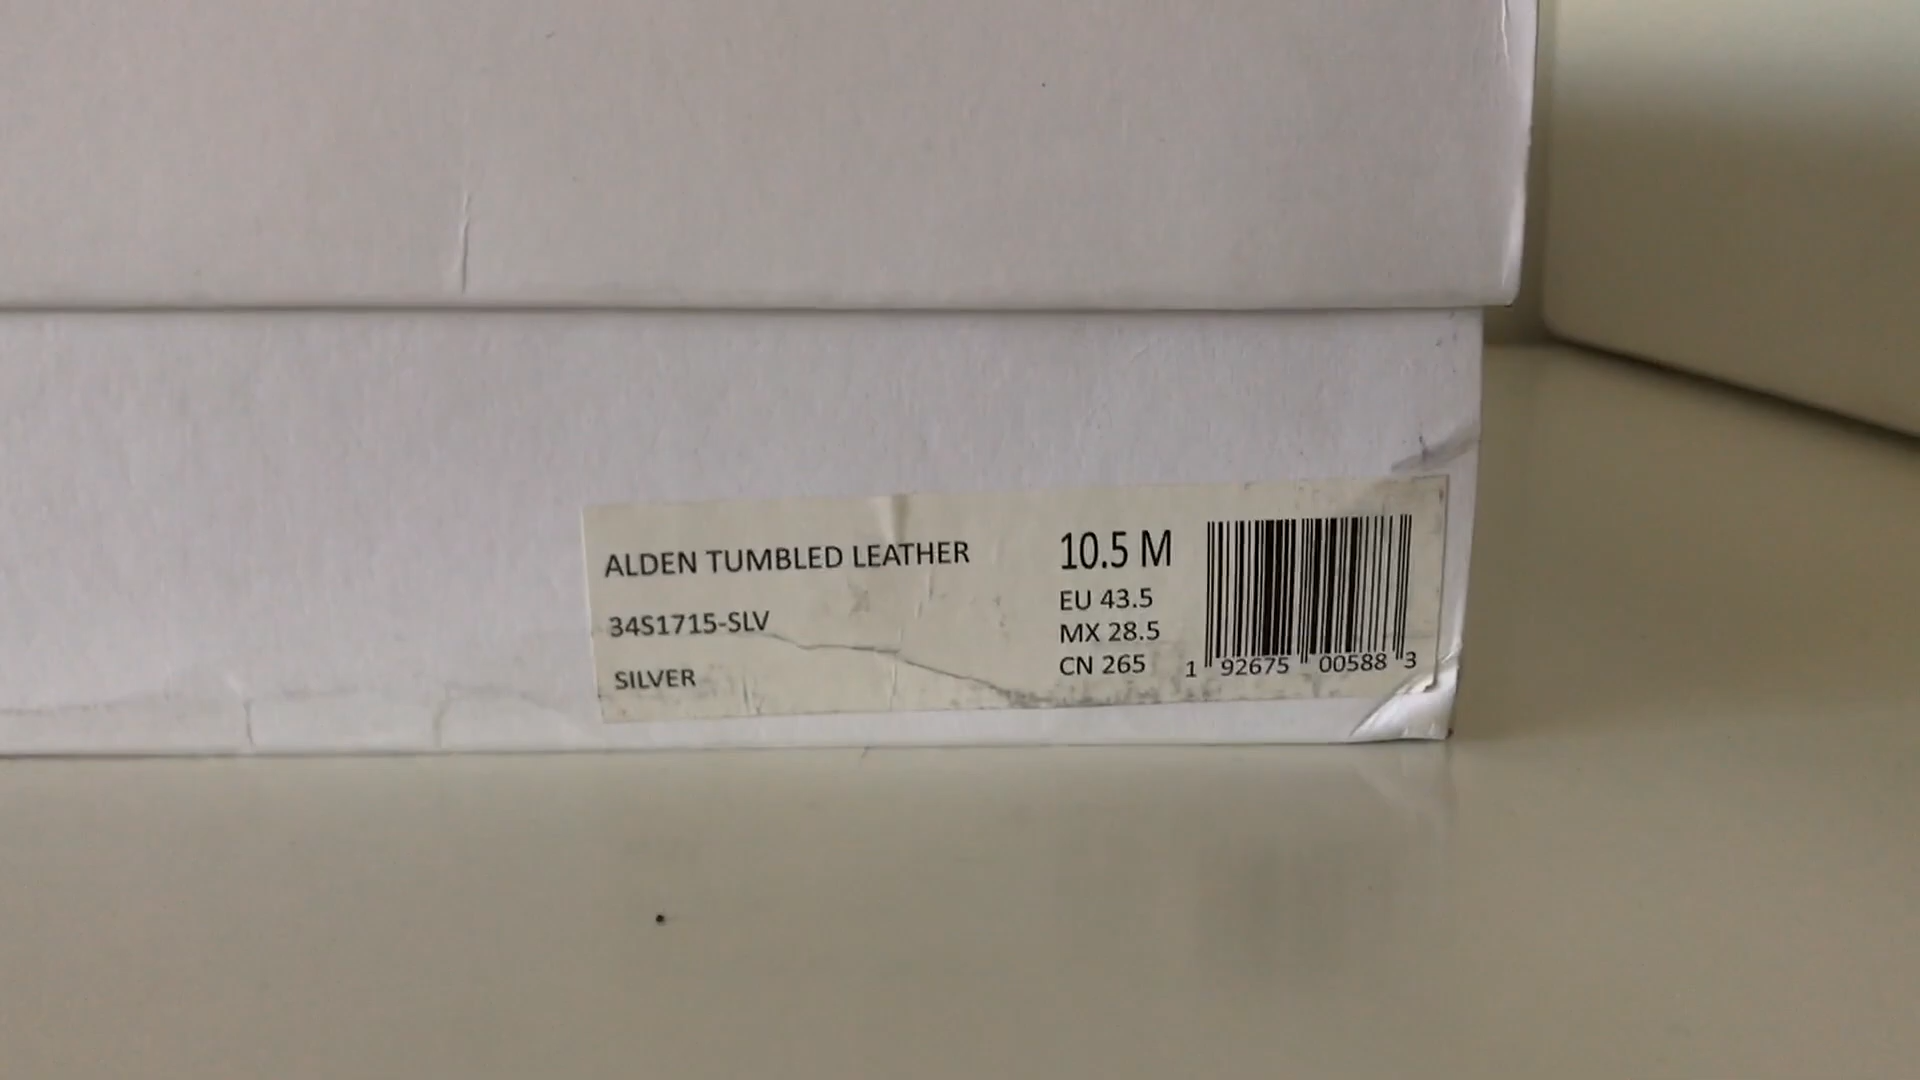 ALDEN TUMBLED LEATHER
34S1715-SLV
SILVER
10.5 M
EU 43.5
MX 28.5
CN 265
1 92675 00588 3